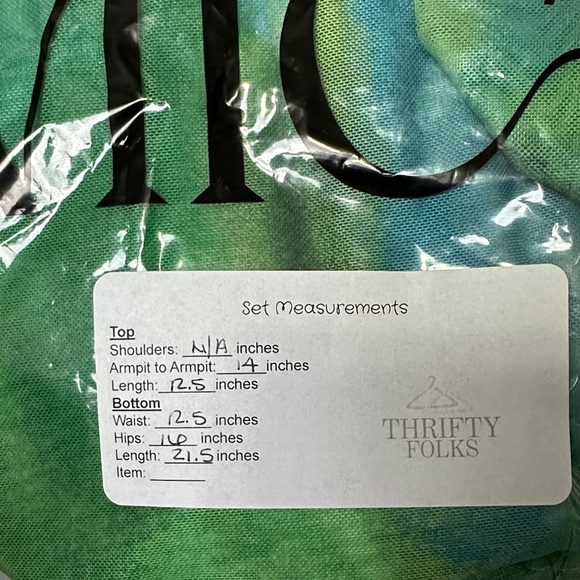 Set Measurements
Top
Shoulders: N/A inches
Armpit to Armpit: 14 inches
Length: 12.5 inches
Bottom
Waist: 12.5 inches
Hips: 16 inches
Length: 21.5 inches
Item:
THRIFTY
FOLKS